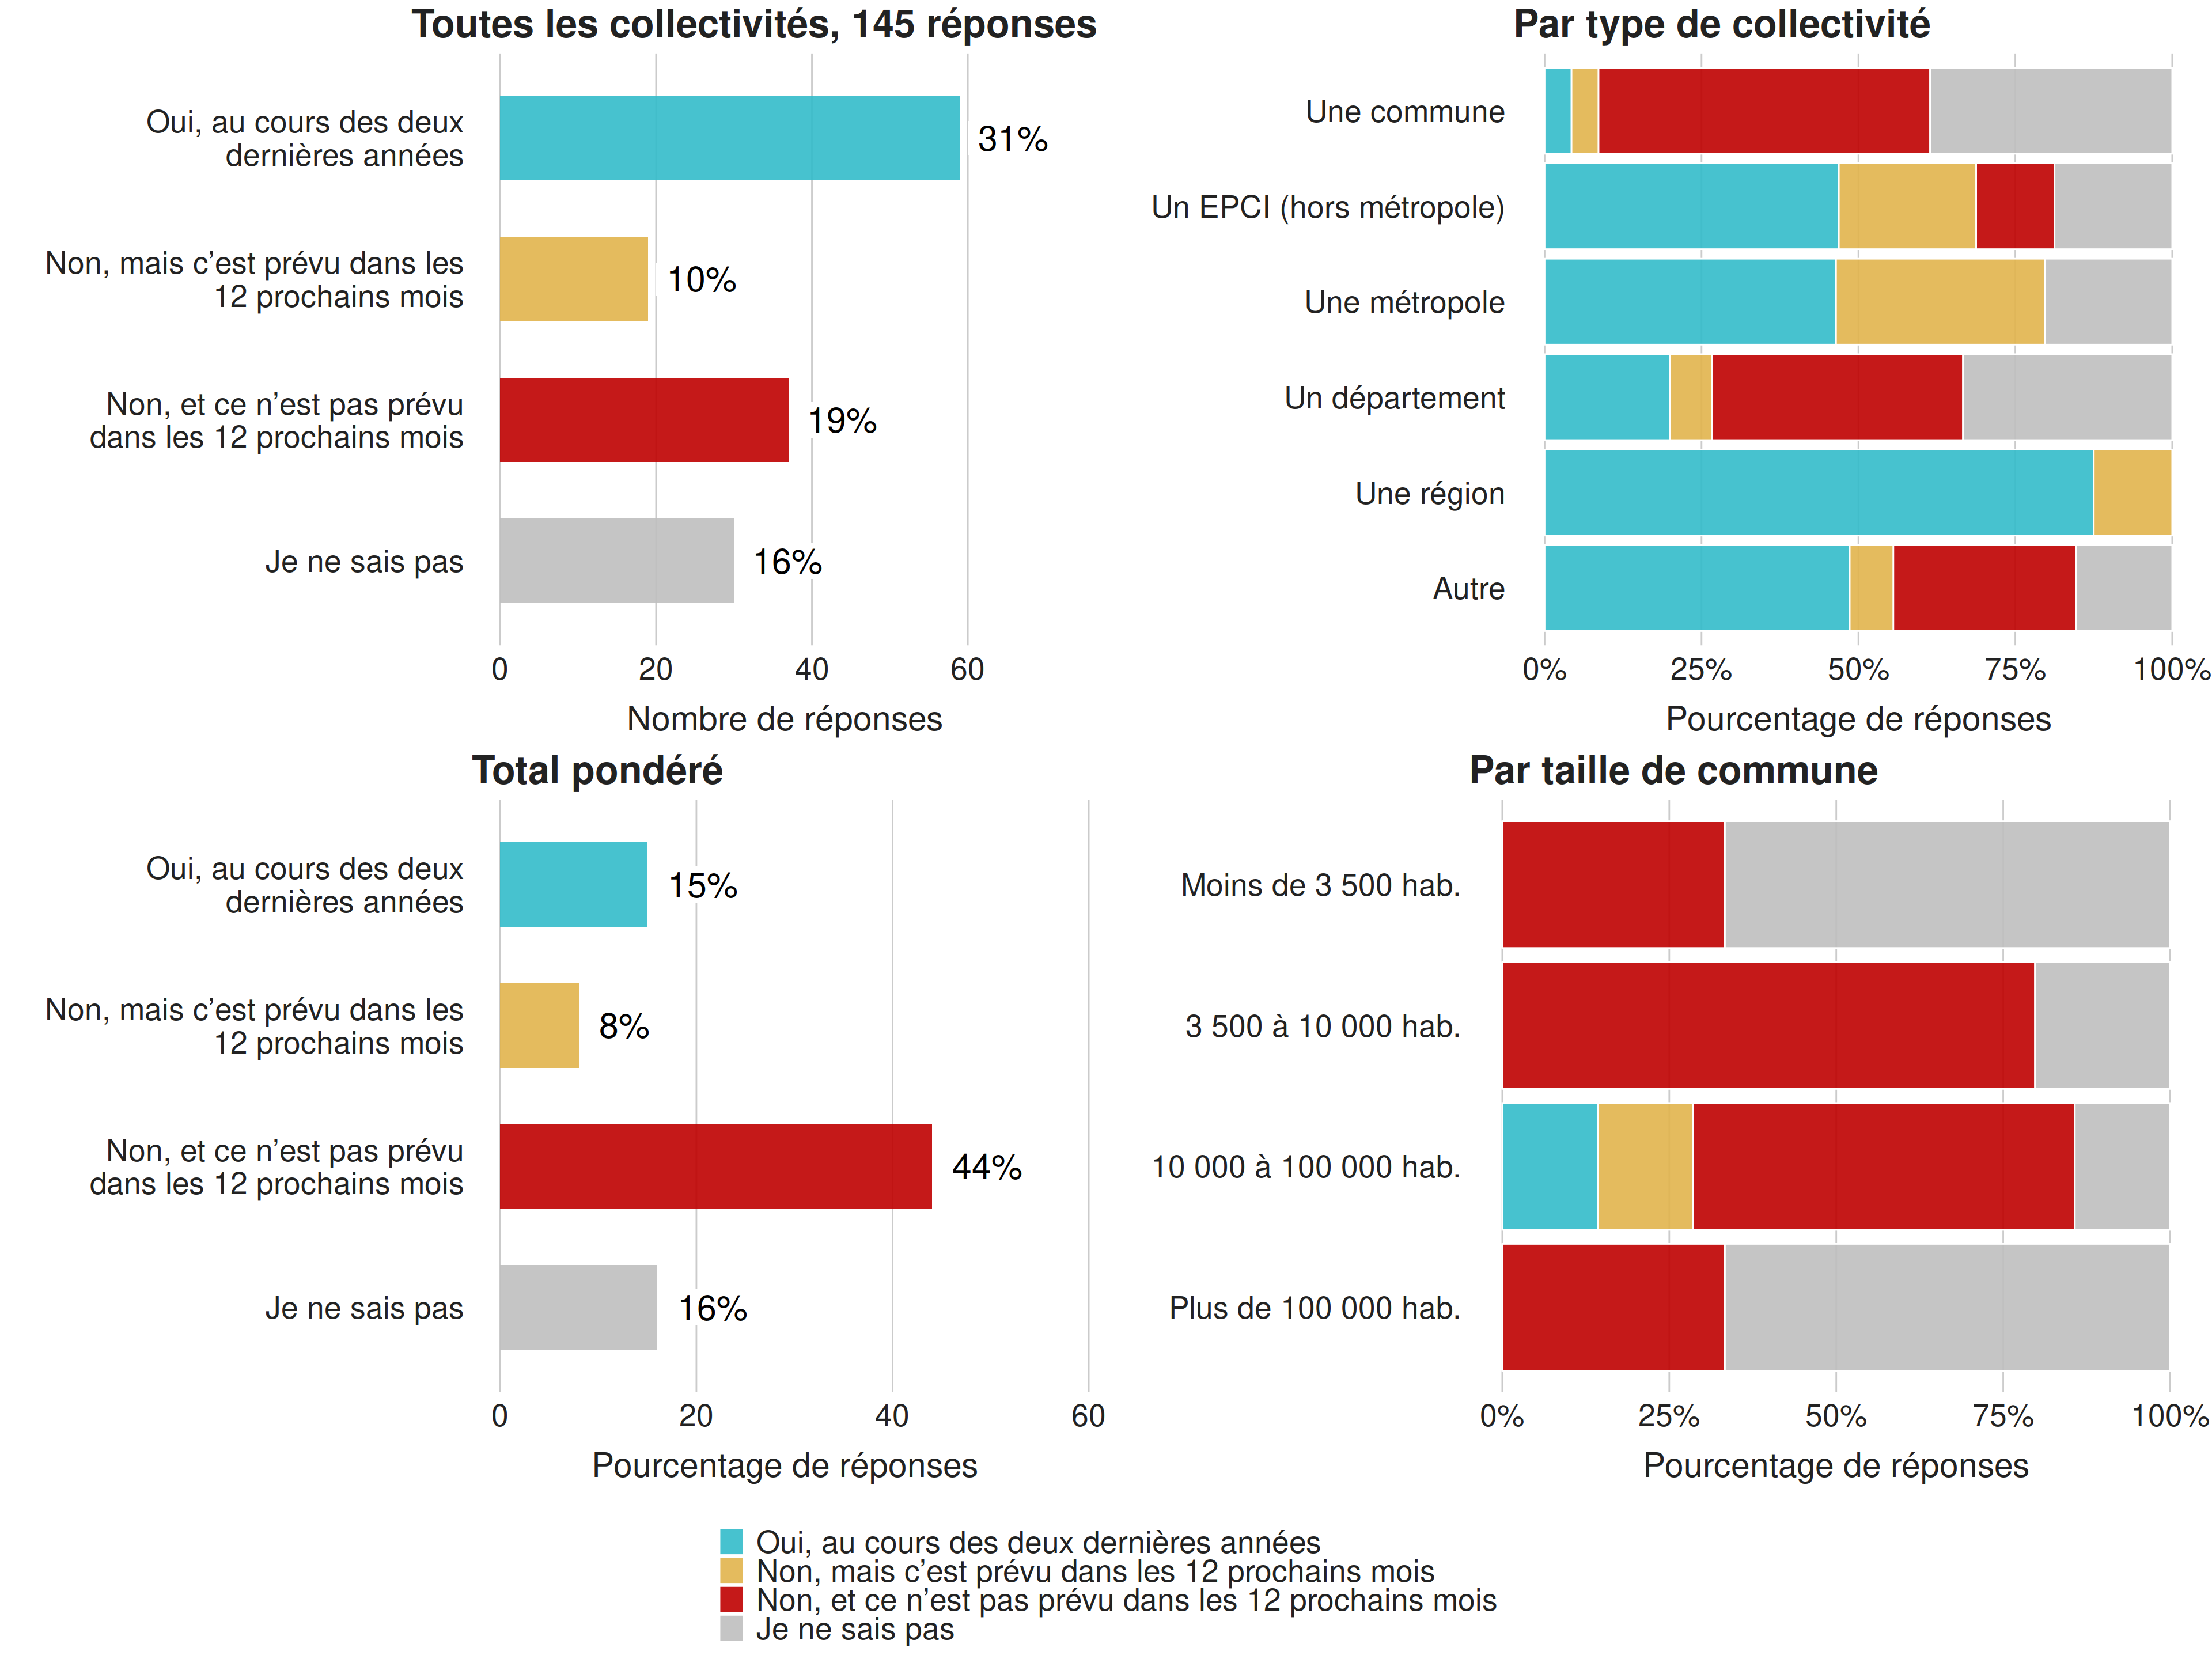 Toutes les collectivités, 145 réponses
Oui, au cours des deux
dernières années
31%
Non, mais c’est prévu dans les
12 prochains mois
10%
Non, et ce n’est pas prévu
dans les 12 prochains mois
19%
Je ne sais pas
16%
0 20 40 60
Nombre de réponses
Par type de collectivité
Une commune
Un EPCI (hors métropole)
Une métropole
Un département
Une région
Autre
0% 25% 50% 75% 100%
Pourcentage de réponses
Total pondéré
Oui, au cours des deux
dernières années
15%
Non, mais c’est prévu dans les
12 prochains mois
8%
Non, et ce n’est pas prévu
dans les 12 prochains mois
44%
Je ne sais pas
16%
0 20 40 60
Pourcentage de réponses
Par taille de commune
Moins de 3 500 hab.
3 500 à 10 000 hab.
10 000 à 100 000 hab.
Plus de 100 000 hab.
0% 25% 50% 75% 100%
Pourcentage de réponses
Oui, au cours des deux dernières années
Non, mais c’est prévu dans les 12 prochains mois
Non, et ce n’est pas prévu dans les 12 prochains mois
Je ne sais pas